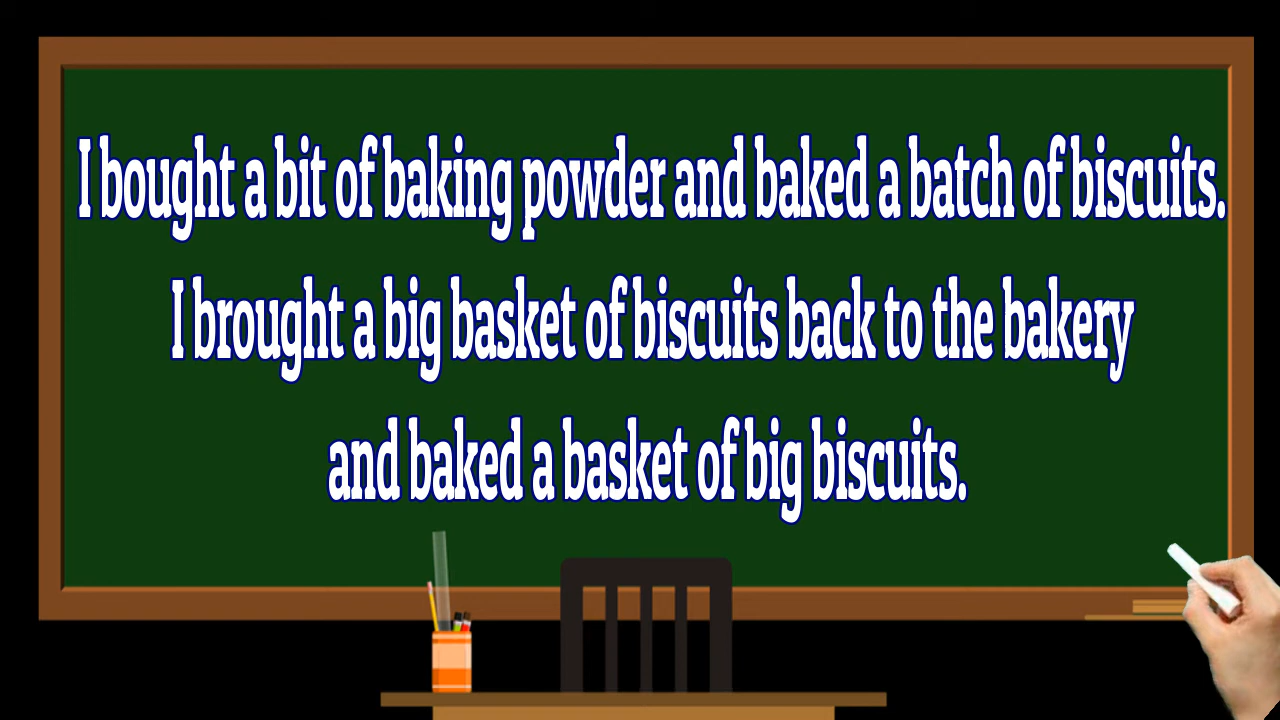 I bought a bit of baking powder and baked a batch of biscuits.
I brought a big basket of biscuits back to the bakery
and baked a basket of big biscuits.